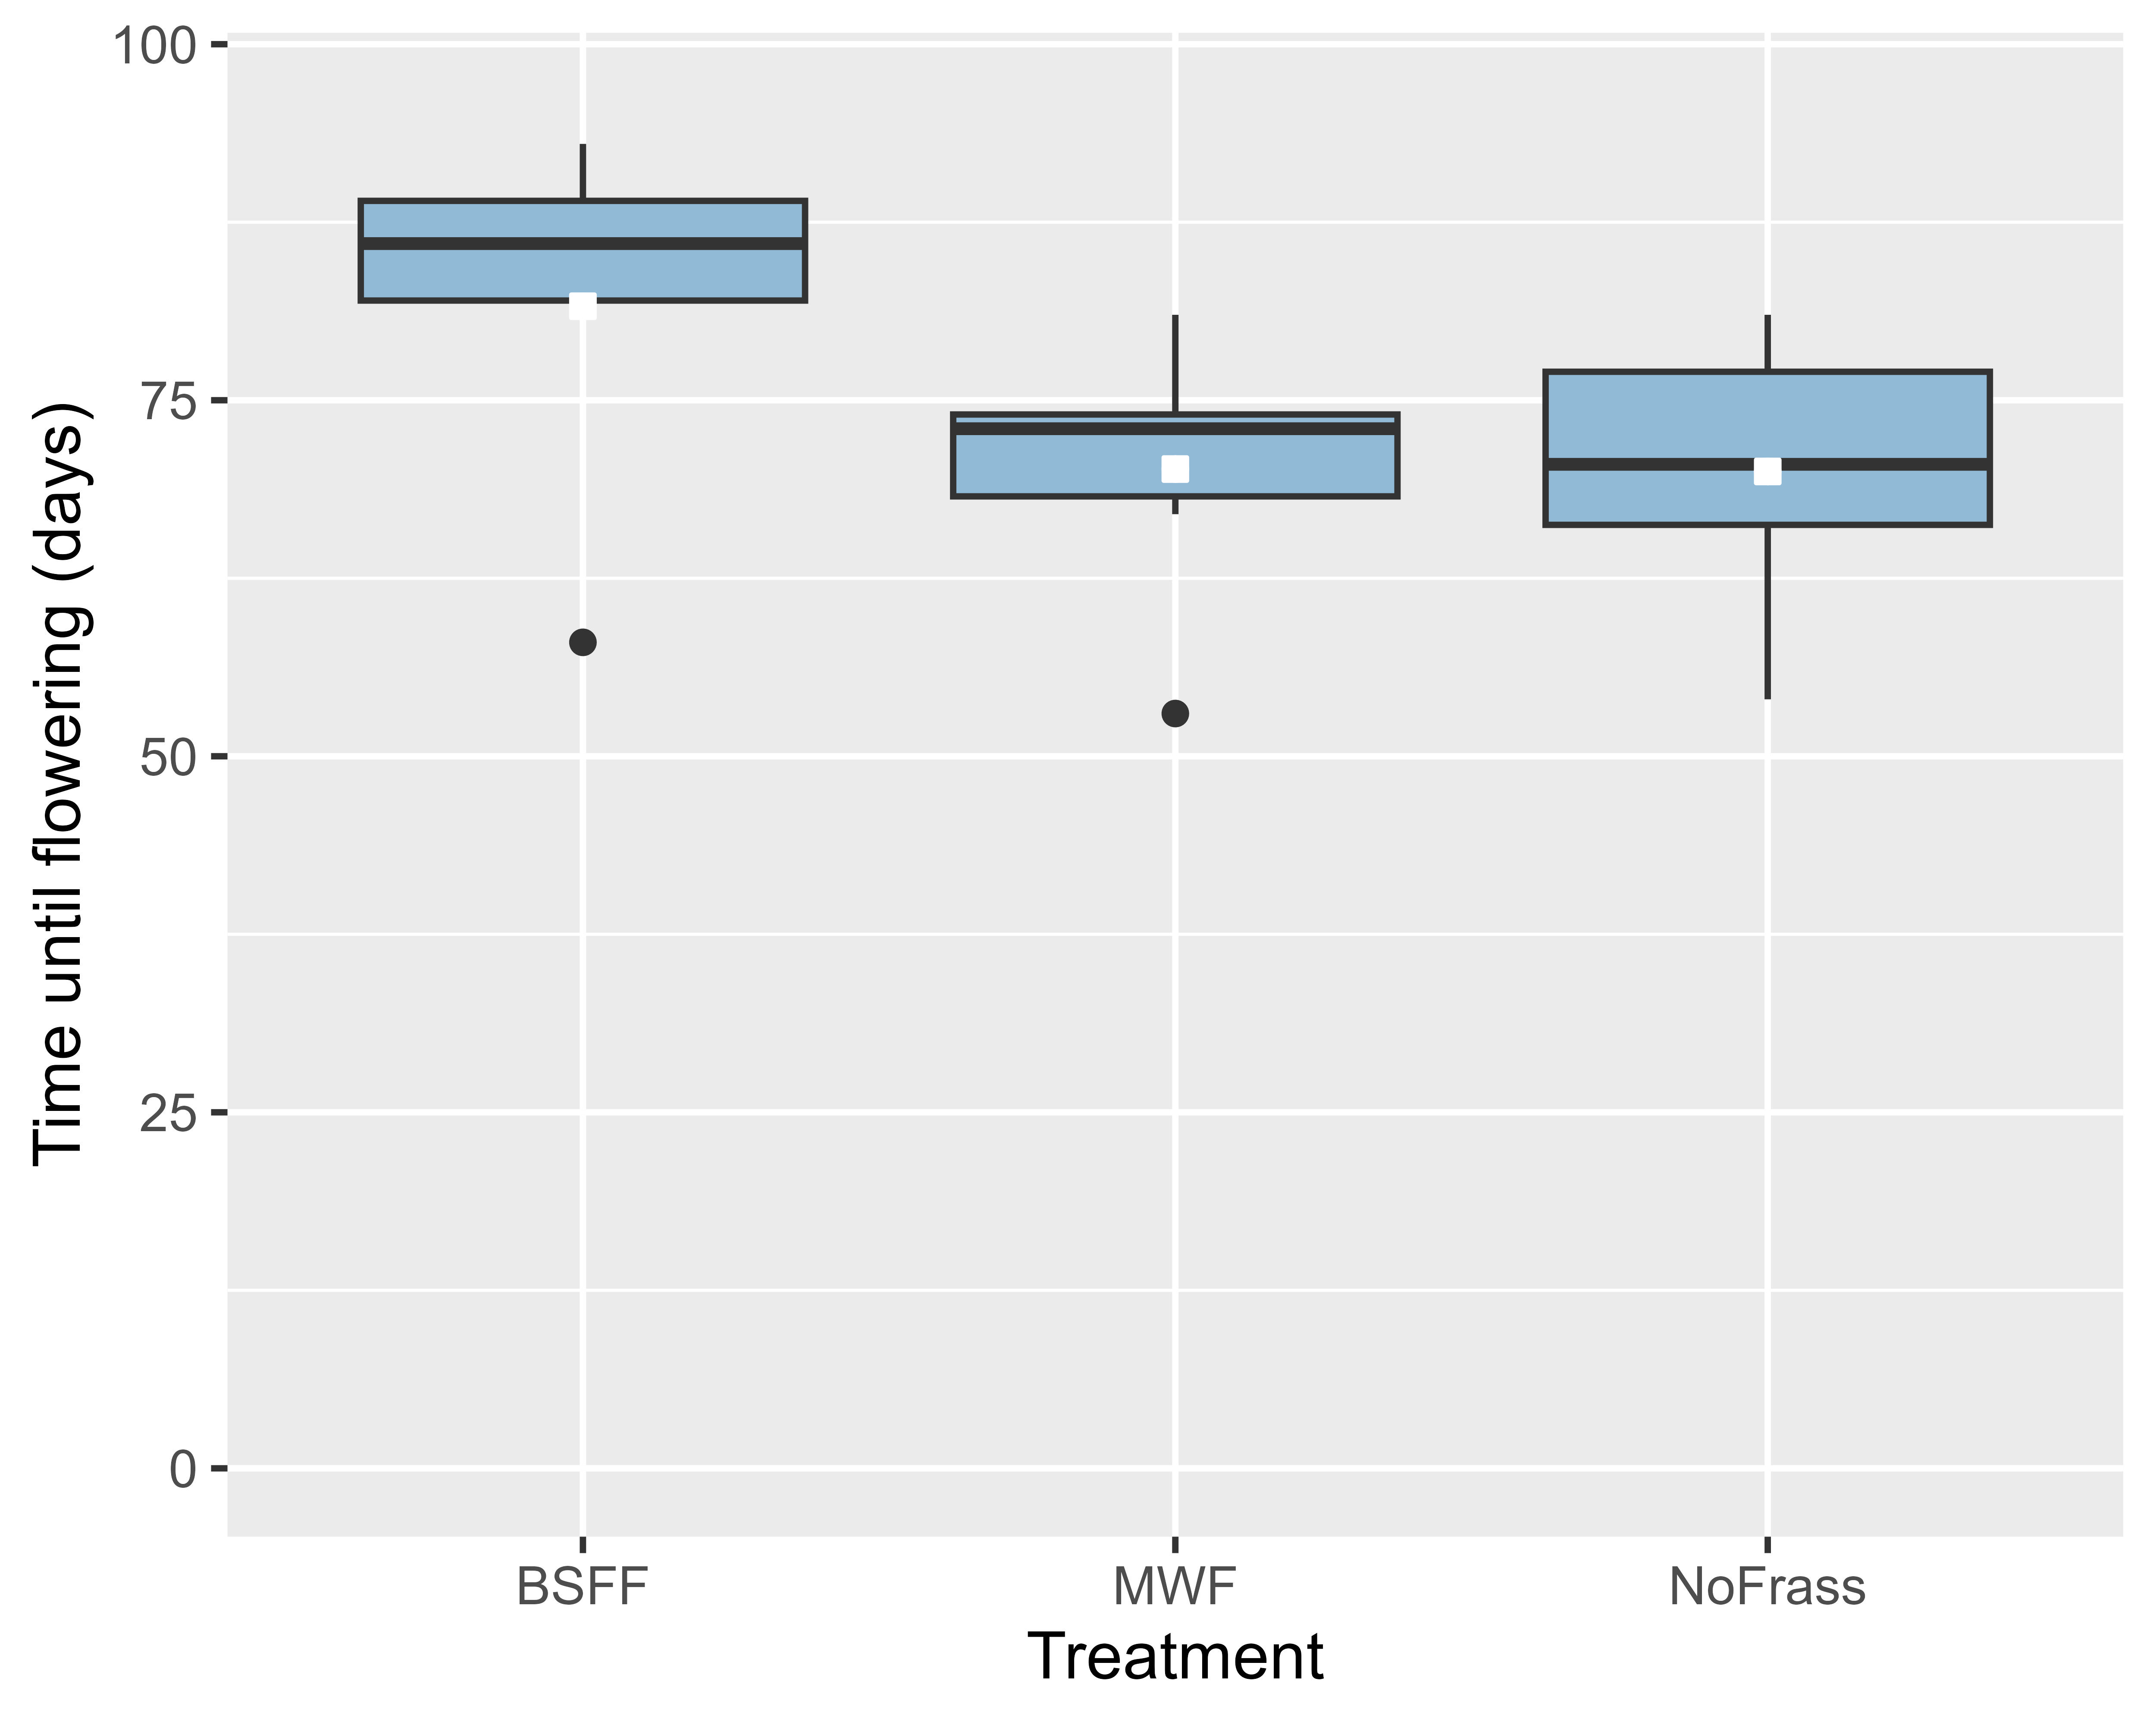 Time until flowering (days)
100
75
50
25
0
BSFF
MWF
NoFrass
Treatment